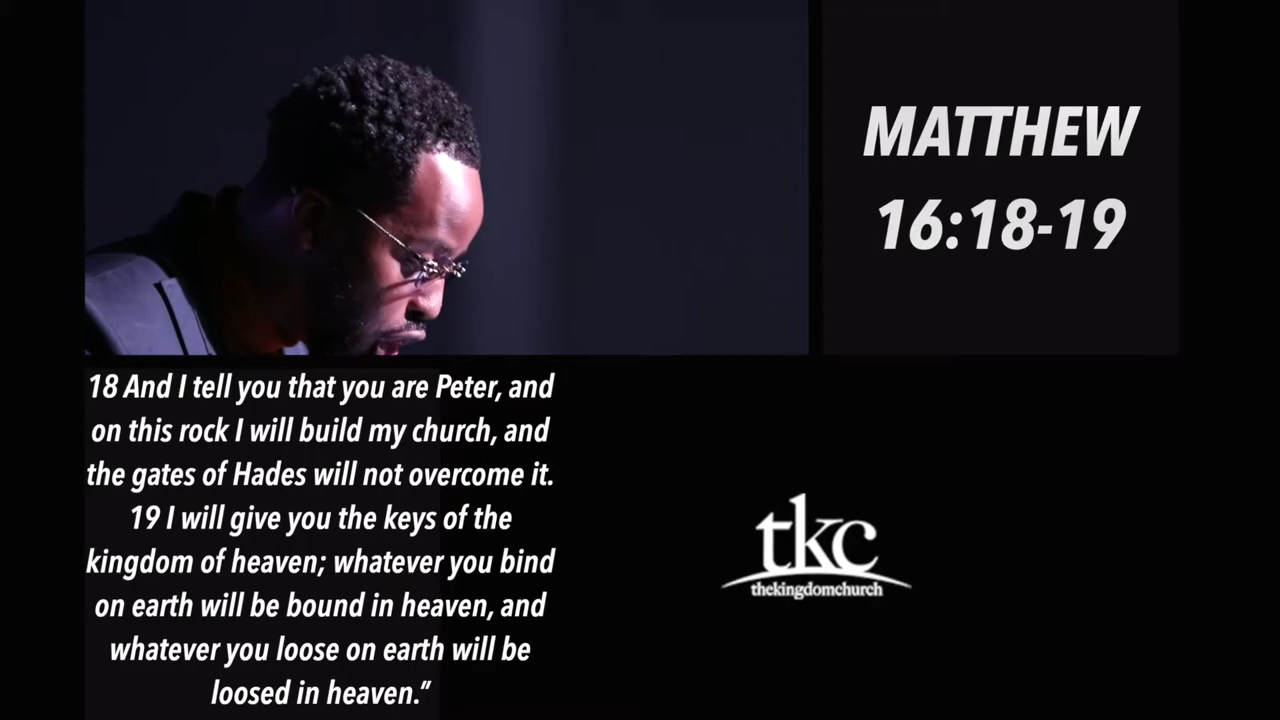 MATTHEW
16:18-19
18 And I tell you that you are Peter, and
on this rock I will build my church, and
the gates of Hades will not overcome it.
19 I will give you the keys of the
kingdom of heaven; whatever you bind
on earth will be bound in heaven, and
whatever you loose on earth will be
loosed in heaven.”
tkc
thekingdomchurch